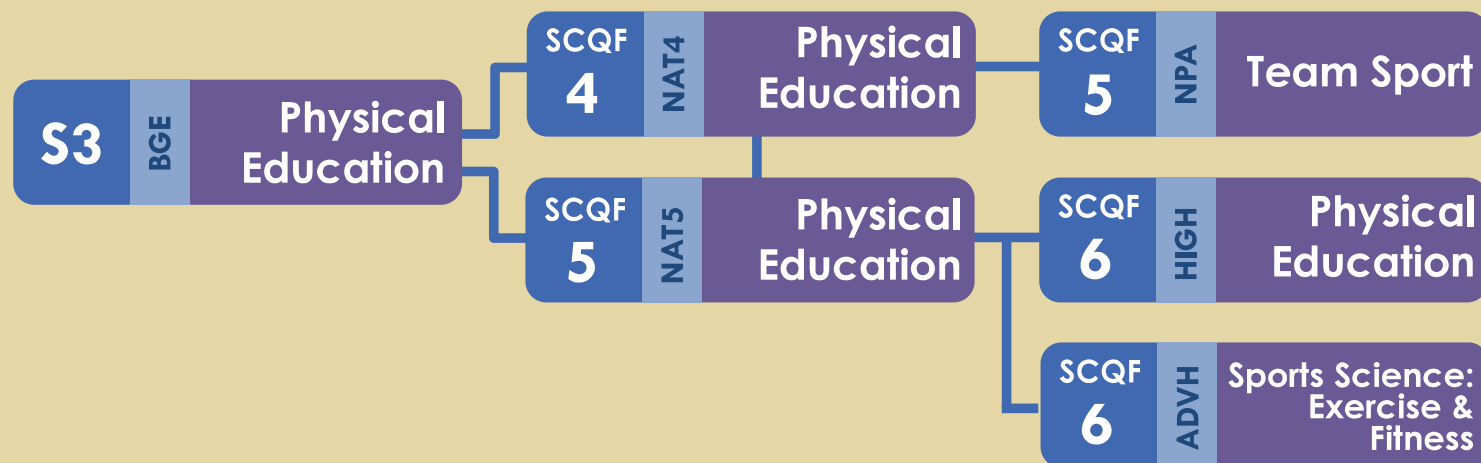 S3
BGE
Physical
Education
SCQF
4
NAT4
Physical
Education
SCQF
5
NPA
Team Sport
SCQF
5
NAT5
Physical
Education
SCQF
6
HIGH
Physical
Education
SCQF
6
ADVH
Sports Science:
Exercise &
Fitness